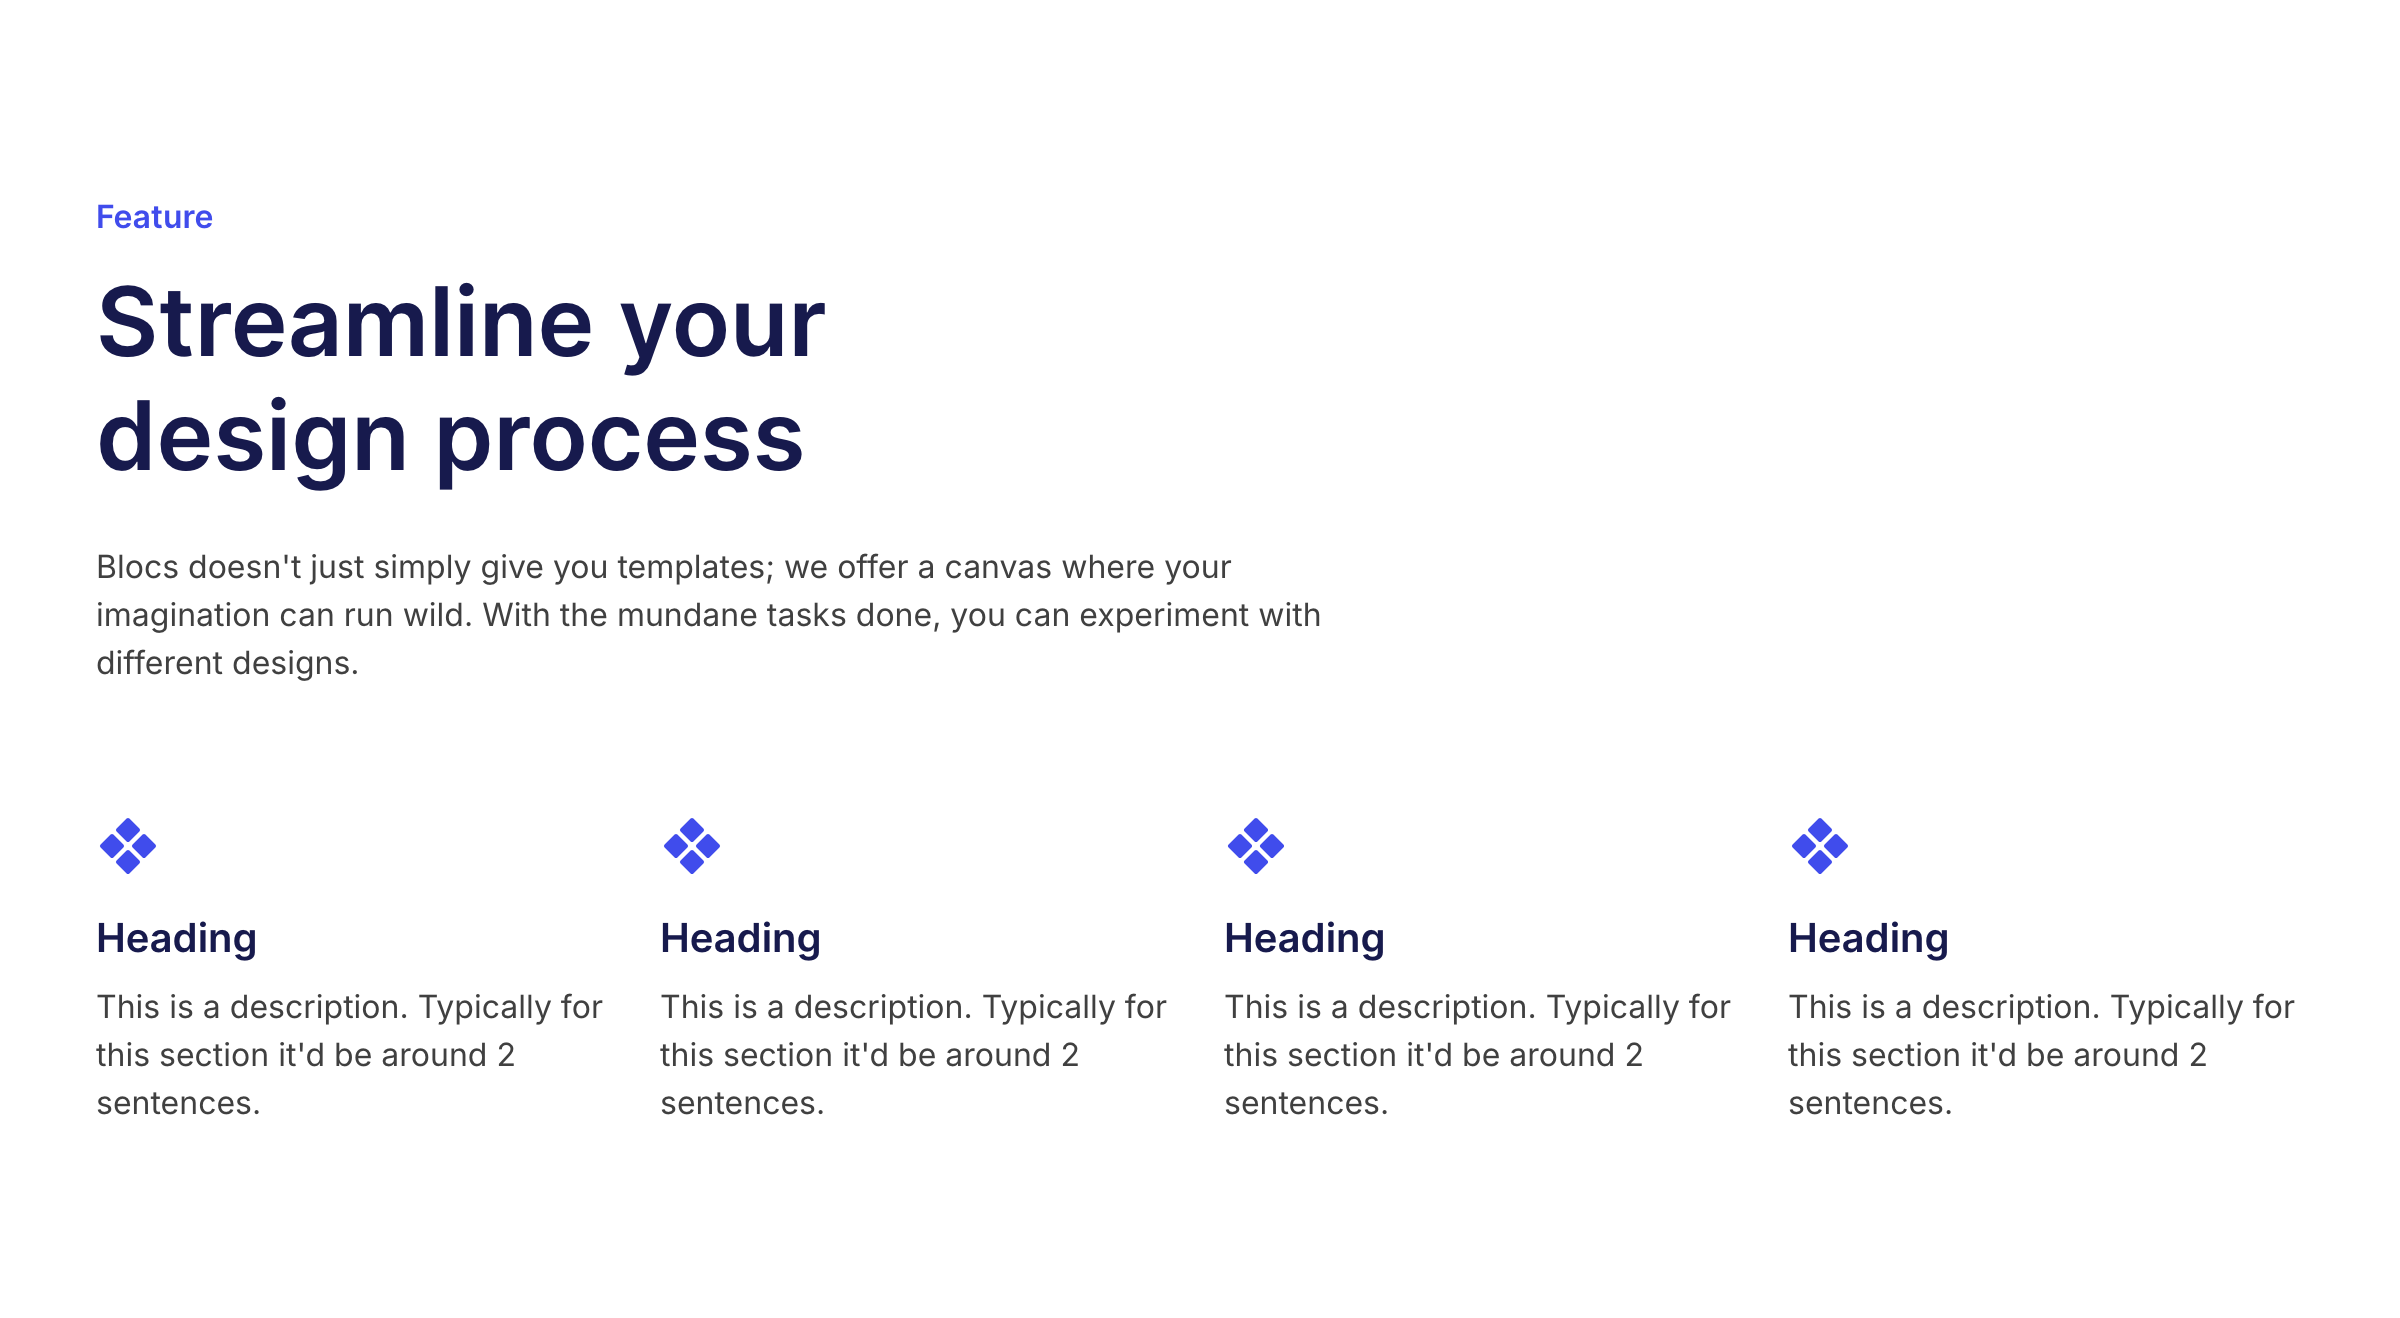 Feature
Streamline your
design process
Blocs doesn't just simply give you templates; we offer a canvas where your
imagination can run wild. With the mundane tasks done, you can experiment with
different designs.
Heading
This is a description. Typically for
this section it'd be around 2
sentences.
Heading
This is a description. Typically for
this section it'd be around 2
sentences.
Heading
This is a description. Typically for
this section it'd be around 2
sentences.
Heading
This is a description. Typically for
this section it'd be around 2
sentences.